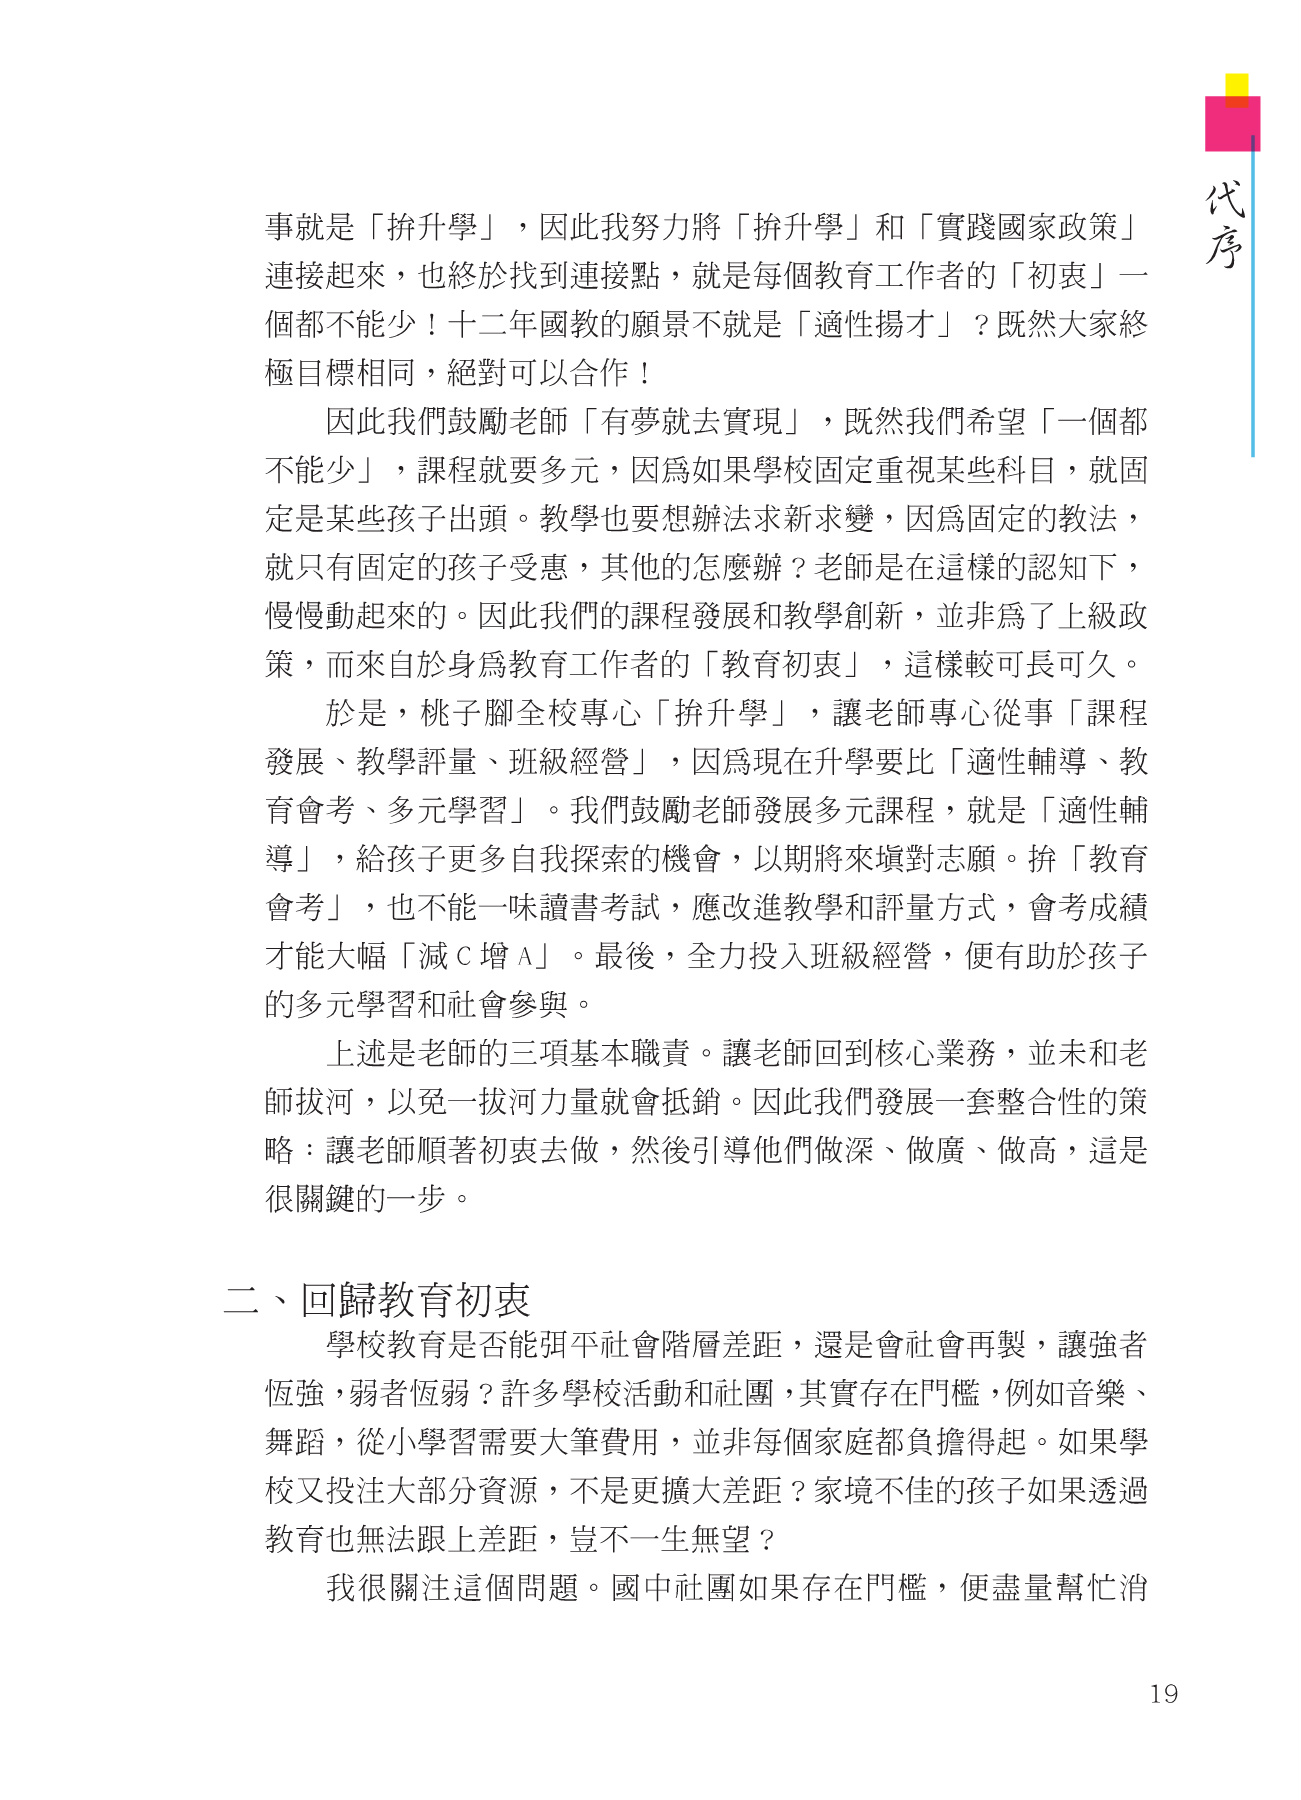 代序
事就是「拚升學」，因此我努力將「拚升學」和「實踐國家政策」
連接起來，也終於找到連接點，就是每個教育工作者的「初衷」一
個都不能少！十二年國教的願景不就是「適性揚才」？既然大家終
極目標相同，絕對可以合作！
因此我們鼓勵老師「有夢就去實現」，既然我們希望「一個都
不能少」，課程就要多元，因為如果學校固定重視某些科目，就固
定是某些孩子出頭。教學也要想辦法求新求變，因為固定的教法，
就只有固定的孩子受惠，其他的怎麼辦？老師是在這樣的認知下，
慢慢動起來的。因此我們的課程發展和教學創新，並非為了上級政
策，而來自於身為教育工作者的「教育初衷」，這樣較可長可久。
於是，桃子腳全校專心「拚升學」，讓老師專心從事「課程
發展、教學評量、班級經營」，因為現在升學要比「適性輔導、教
育會考、多元學習」。我們鼓勵老師發展多元課程，就是「適性輔
導」，給孩子更多自我探索的機會，以期將來填對志願。拚「教育
會考」，也不能一味讀書考試，應改進教學和評量方式，會考成績
才能大幅「減 C 增 A」。最後，全力投入班級經營，便有助於孩子
的多元學習和社會參與。
上述是老師的三項基本職責。讓老師回到核心業務，並未和老
師拔河，以免一拔河力量就會抵銷。因此我們發展一套整合性的策
略：讓老師順著初衷去做，然後引導他們做深、做廣、做高，這是
很關鍵的一步。
二、回歸教育初衷
學校教育是否能弭平社會階層差距，還是會社會再製，讓強者
恆強，弱者恆弱？許多學校活動和社團，其實存在門檻，例如音樂、
舞蹈，從小學習需要大筆費用，並非每個家庭都負擔得起。如果學
校又投注大部分資源，不是更擴大差距？家境不佳的孩子如果透過
教育也無法跟上差距，豈不一生無望？
我很關注這個問題。國中社團如果存在門檻，便盡量幫忙消
19